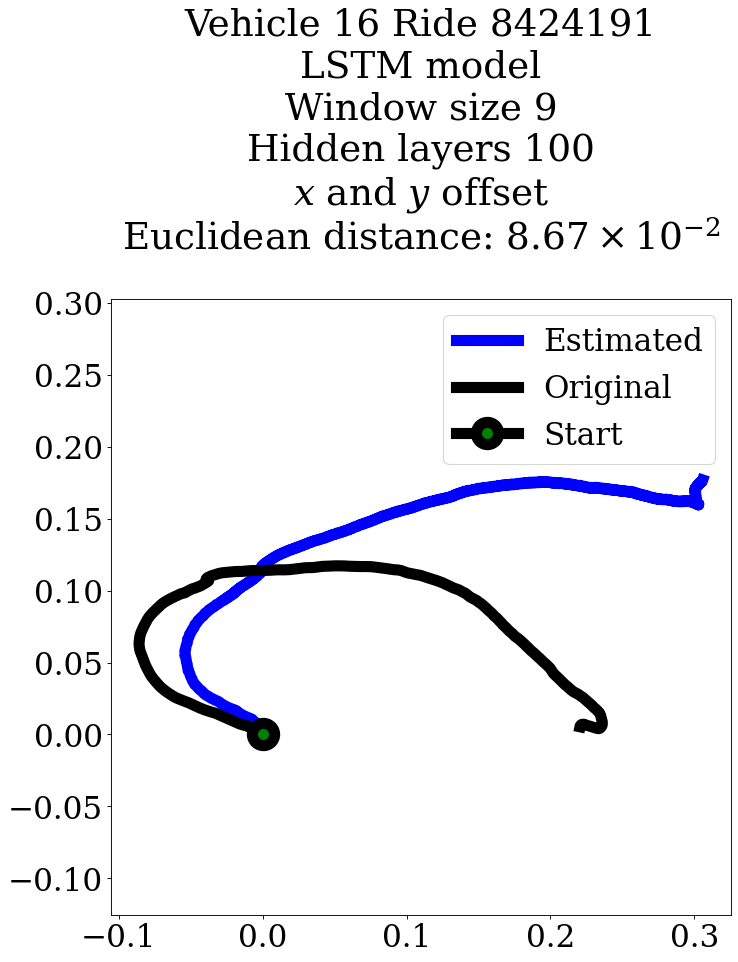 Vehicle 16 Ride 8424191
LSTM model
Window size 9
Hidden layers 100
x and y offset
Euclidean distance: 8.67 × 10⁻²
0.30
0.25
0.20
0.15
0.10
0.05
0.00
−0.05
−0.10
Estimated
Original
Start
−0.1 0.0 0.1 0.2 0.3